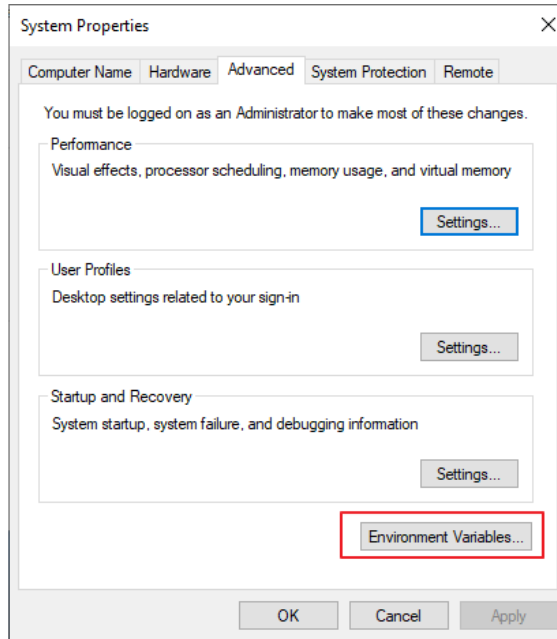 System Properties
Computer Name Hardware Advanced System Protection Remote
You must be logged on as an Administrator to make most of these changes.
Performance
Visual effects, processor scheduling, memory usage, and virtual memory
Settings...
User Profiles
Desktop settings related to your sign-in
Settings...
Startup and Recovery
System startup, system failure, and debugging information
Settings...
Environment Variables...
OK Cancel Apply